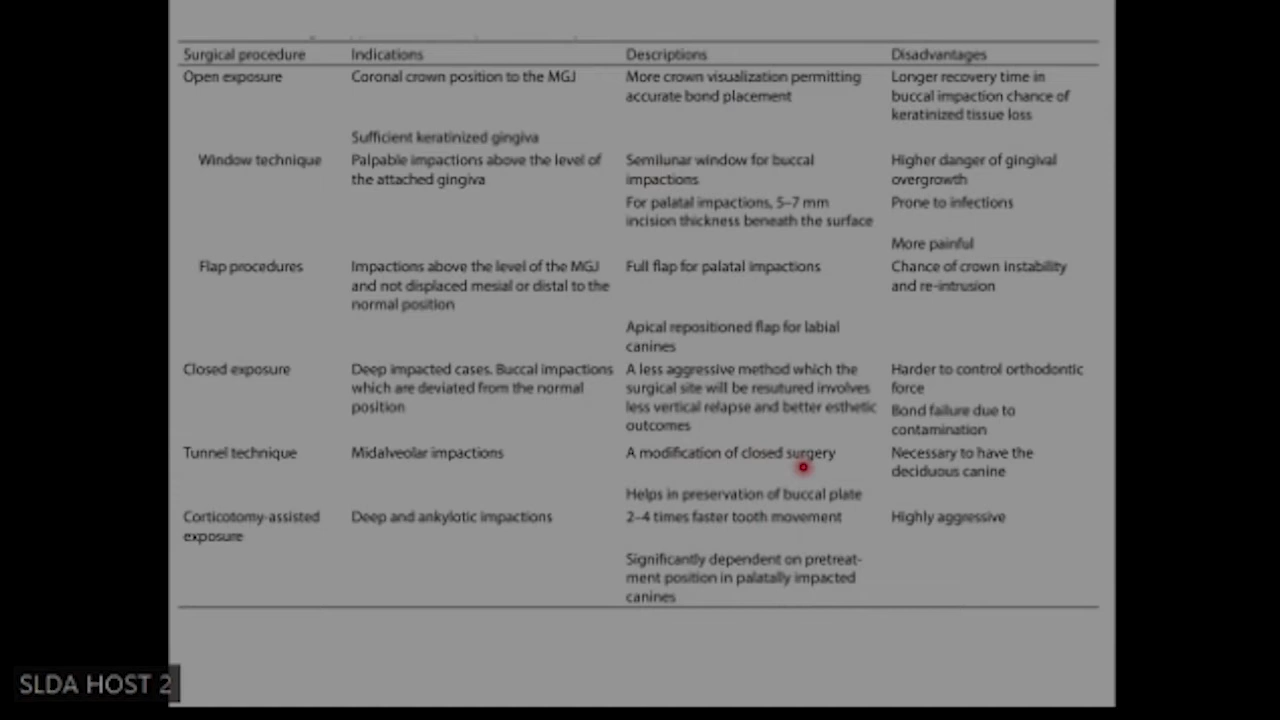 Surgical procedure Indications Descriptions Disadvantages
Open exposure Coronal crown position to the MGJ More crown visualization permitting Longer recovery time in
accurate bond placement buccal impaction chance of
keratinized tissue loss
Sufficient keratinized gingiva
Window technique Palpable impactions above the level of Semilunar window for buccal Higher danger of gingival
the attached gingiva impactions overgrowth
For palatal impactions, 5–7 mm Prone to infections
incision thickness beneath the surface
More painful
Flap procedures Impactions above the level of the MGJ Full flap for palatal impactions Chance of crown instability
and not displaced mesial or distal to the and re-intrusion
normal position
Apical repositioned flap for labial
canines
Closed exposure Deep impacted cases. Buccal impactions A less aggressive method which the Harder to control orthodontic
which are deviated from the normal surgical site will be resutured involves force
position less vertical relapse and better esthetic Bond failure due to
outcomes contamination
Tunnel technique Midalveolar impactions A modification of closed surgery Necessary to have the
deciduous canine
Helps in preservation of buccal plate
Corticotomy-assisted Deep and ankylotic impactions 2–4 times faster tooth movement Highly aggressive
exposure
Significantly dependent on pretreat-
ment position in palatally impacted
canines
SLDA HOST 2